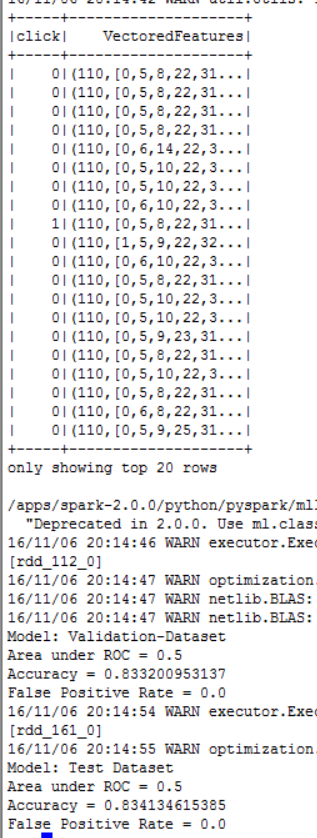 16/11/06 20:14:42 WARN util.Utils:
+-----+--------------------+
|click|    VectoredFeatures|
+-----+--------------------+
|    0|(110,[0,5,8,22,31...|
|    0|(110,[0,5,8,22,31...|
|    0|(110,[0,5,8,22,31...|
|    0|(110,[0,5,8,22,31...|
|    0|(110,[0,6,14,22,3...|
|    0|(110,[0,5,10,22,3...|
|    0|(110,[0,5,10,22,3...|
|    0|(110,[0,6,10,22,3...|
|    1|(110,[0,5,8,22,31...|
|    0|(110,[1,5,9,22,32...|
|    0|(110,[0,6,10,22,3...|
|    0|(110,[0,5,8,22,31...|
|    0|(110,[0,5,10,22,3...|
|    0|(110,[0,5,10,22,3...|
|    0|(110,[0,5,9,23,31...|
|    0|(110,[0,5,8,22,31...|
|    0|(110,[0,5,10,22,3...|
|    0|(110,[0,5,8,22,31...|
|    0|(110,[0,6,8,22,31...|
|    0|(110,[0,5,9,25,31...|
+-----+--------------------+
only showing top 20 rows
/apps/spark-2.0.0/python/pyspark/ml
"Deprecated in 2.0.0. Use ml.clas
16/11/06 20:14:46 WARN executor.Exe
[rdd_112_0]
16/11/06 20:14:47 WARN optimization.
16/11/06 20:14:47 WARN netlib.BLAS:
16/11/06 20:14:47 WARN netlib.BLAS:
Model: Validation-Dataset
Area under ROC = 0.5
Accuracy = 0.833200953137
False Positive Rate = 0.0
16/11/06 20:14:54 WARN executor.Exe
[rdd_161_0]
16/11/06 20:14:55 WARN optimization.
Model: Test Dataset
Area under ROC = 0.5
Accuracy = 0.834134615385
False Positive Rate = 0.0